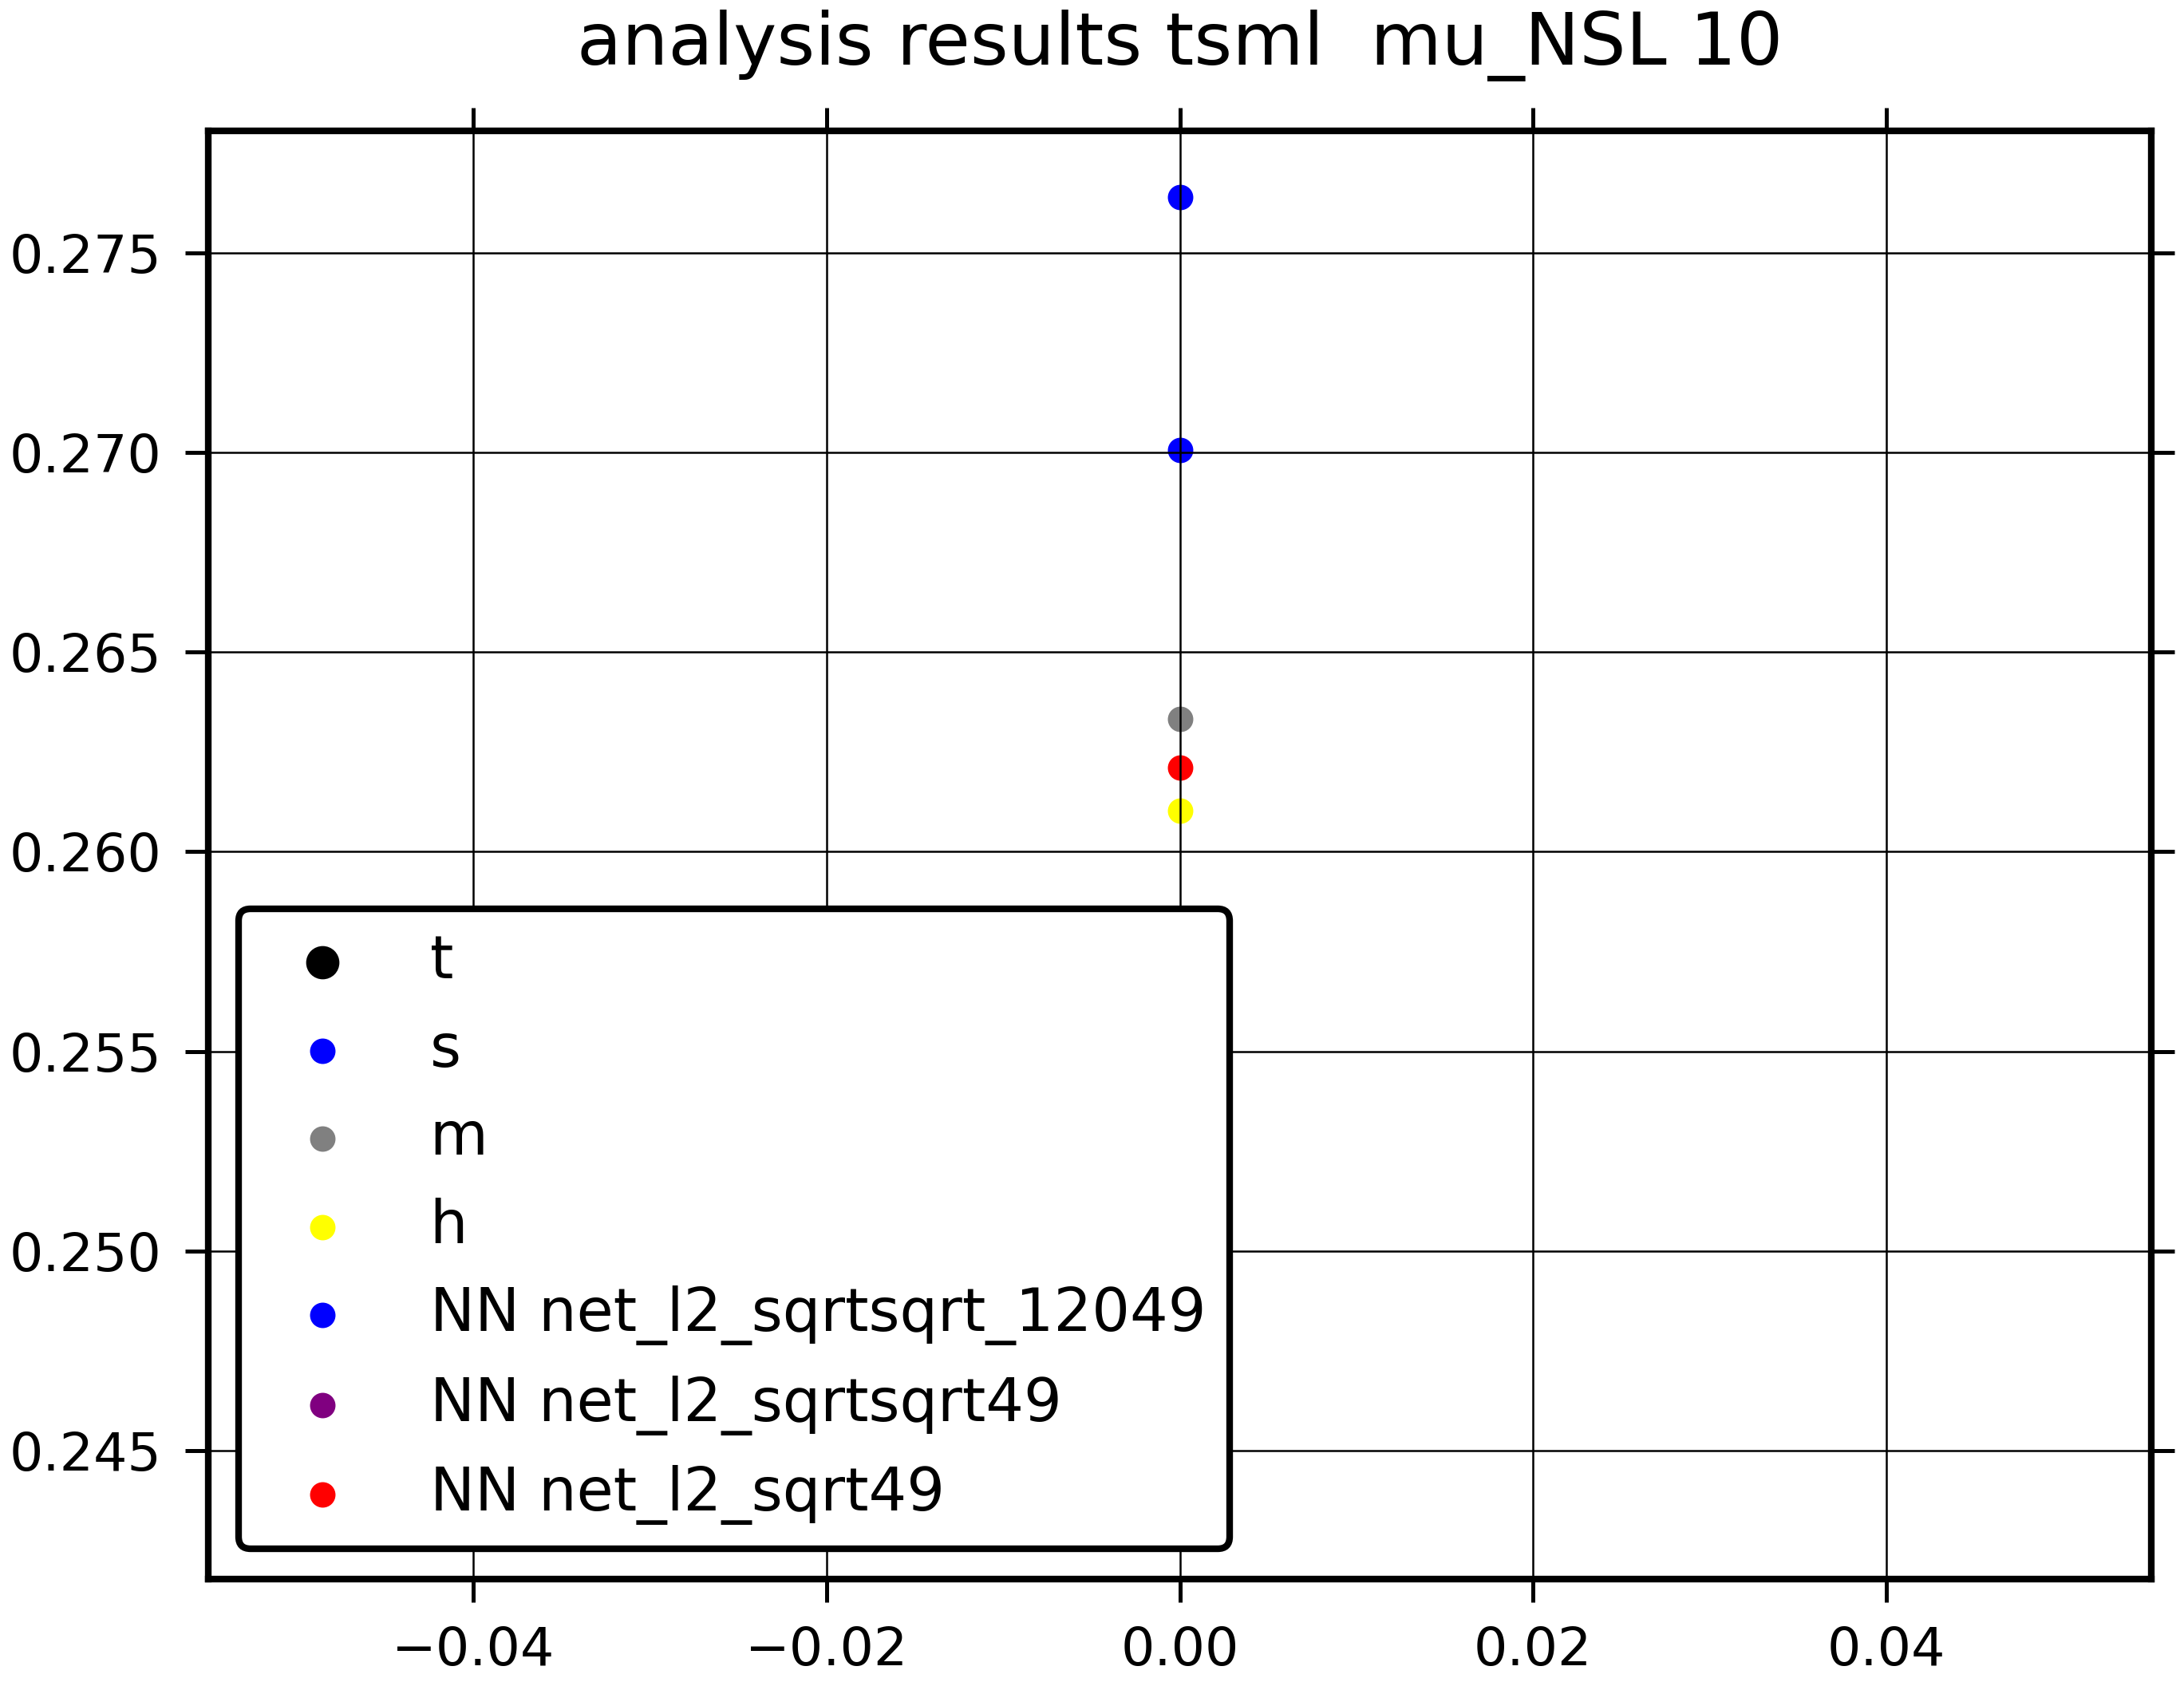 analysis results tsml  mu_NSL 10
0.275
0.270
0.265
0.260
0.255
0.250
0.245
t
s
m
h
NN net_l2_sqrtsqrt_12049
NN net_l2_sqrtsqrt49
NN net_l2_sqrt49
−0.04 −0.02 0.00 0.02 0.04